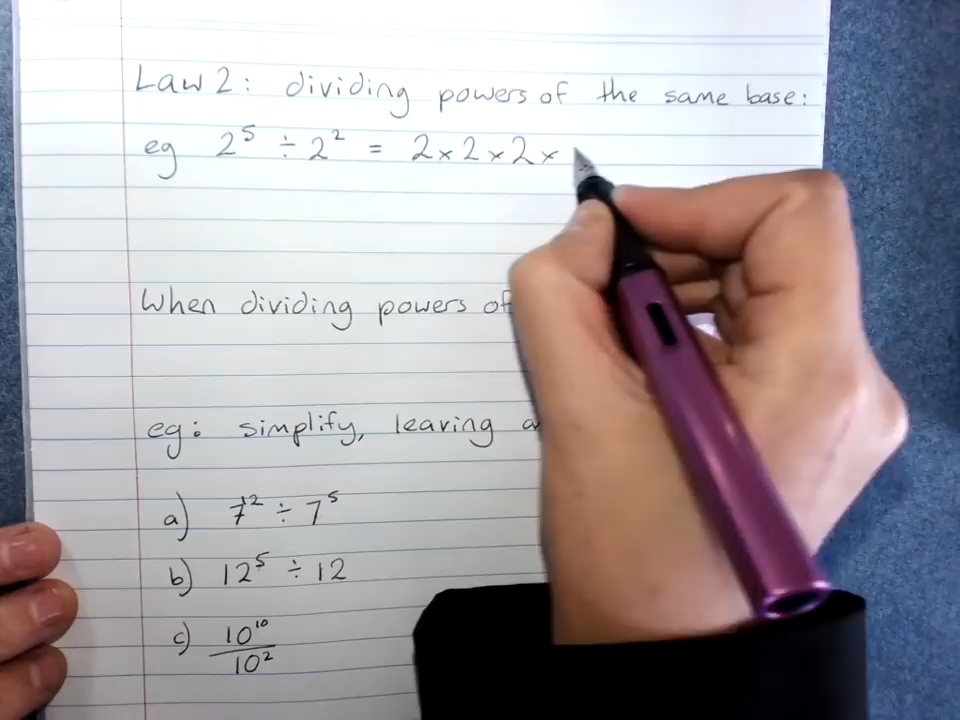 Law 2: dividing powers of the same base:
eg 2⁵ ÷ 2² = 2 × 2 × 2 ×
When dividing powers of
eg: simplify, leaving
a) 7¹² ÷ 7⁵
b) 12⁵ ÷ 12
c) 10¹⁰
10²